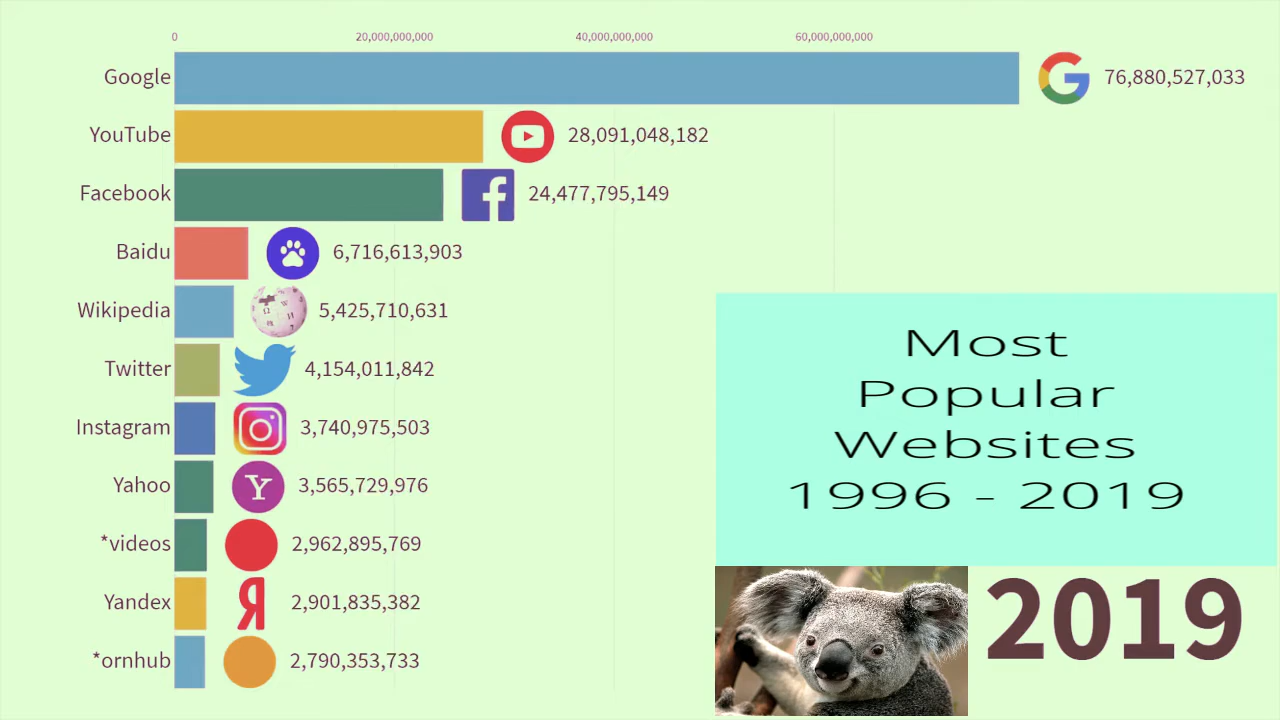 0 20,000,000,000 40,000,000,000 60,000,000,000
Google 76,880,527,033
YouTube 28,091,048,182
Facebook 24,477,795,149
Baidu 6,716,613,903
Wikipedia 5,425,710,631
Twitter 4,154,011,842
Instagram 3,740,975,503
Yahoo Y 3,565,729,976
*videos 2,962,895,769
Yandex Я 2,901,835,382
*ornhub 2,790,353,733
Most
Popular
Websites
1996 - 2019
2019